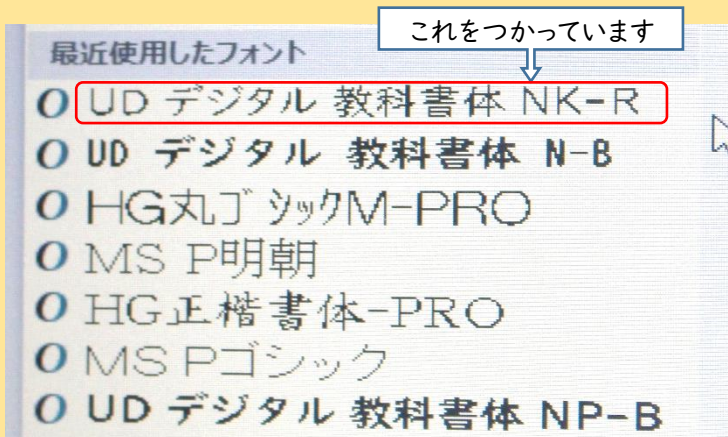 これをつかっています
最近使用したフォント
O UD デジタル 教科書体 NK-R
O UD デジタル 教科書体 N-B
O HG丸ゴシックM-PRO
O MS P明朝
O HG正楷書体-PRO
O MS Pゴシック
O UD デジタル 教科書体 NP-B